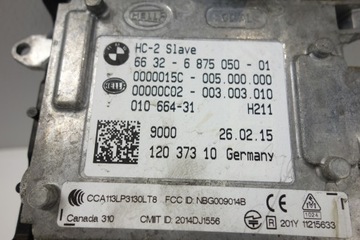 HELLA
HC-2 Slave
66 32 - 6 875 050 - 01
0000015C - 005.000.000
HELLA
00000C02 - 003.003.010
010 664-31 H211
9000 26.02.15
120 373 10 Germany
CCA113LP3130LT8 FCC ID: NBG009014B
Canada 310 CMIIT ID: 2014DJ1556
R 201Y 11215633